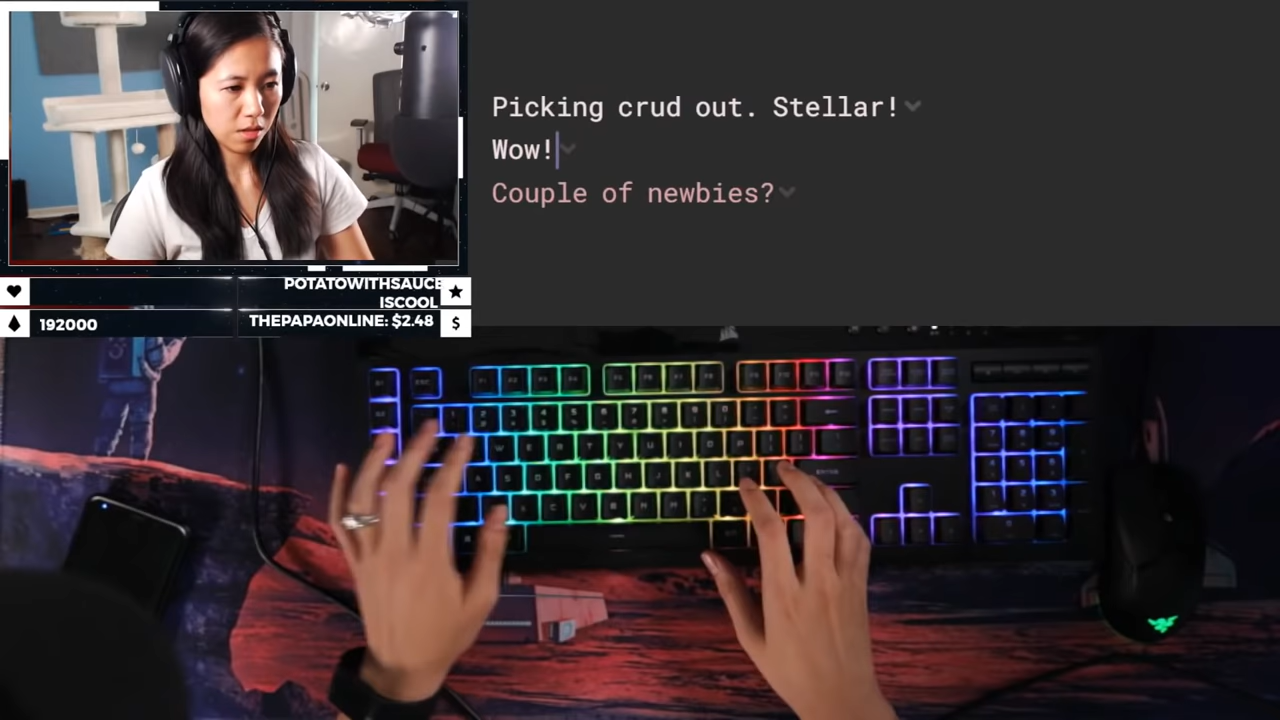 Picking crud out. Stellar!
Wow!
Couple of newbies?
POTATOWITHSAUCE
ISCOOL
192000
THEPAPAONLINE: $2.48
$